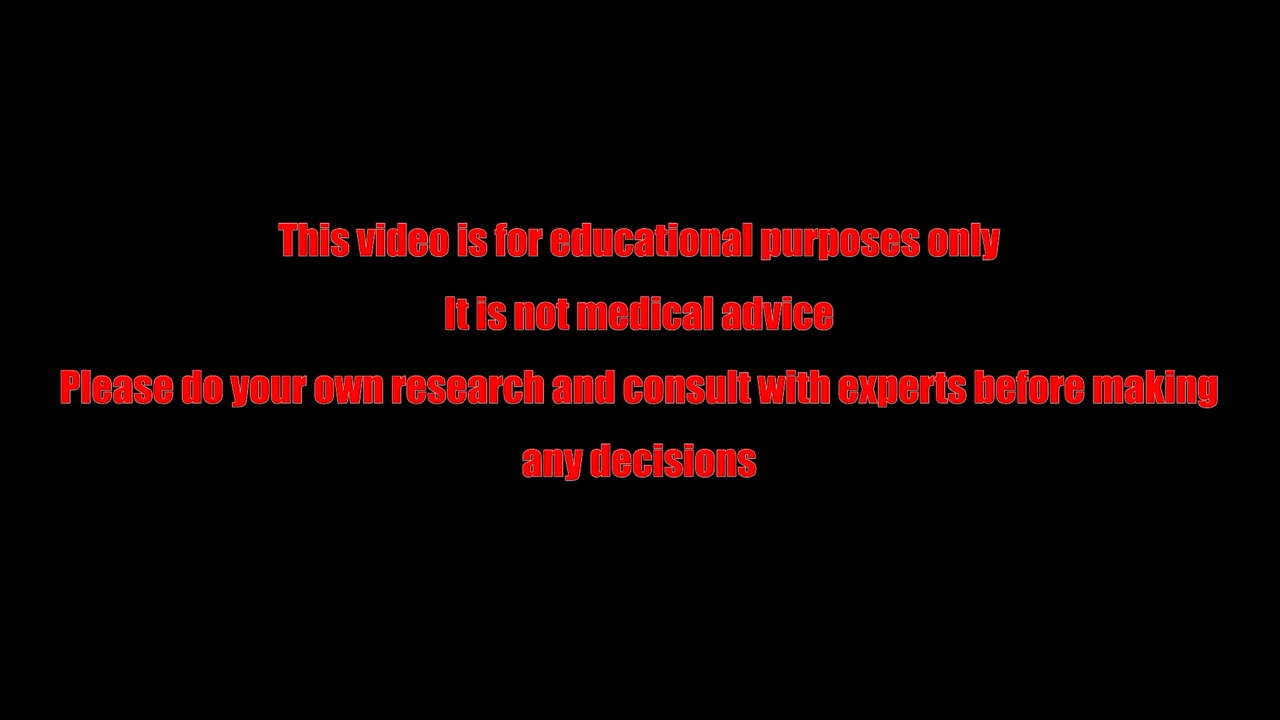 This video is for educational purposes only
It is not medical advice
Please do your own research and consult with experts before making
any decisions